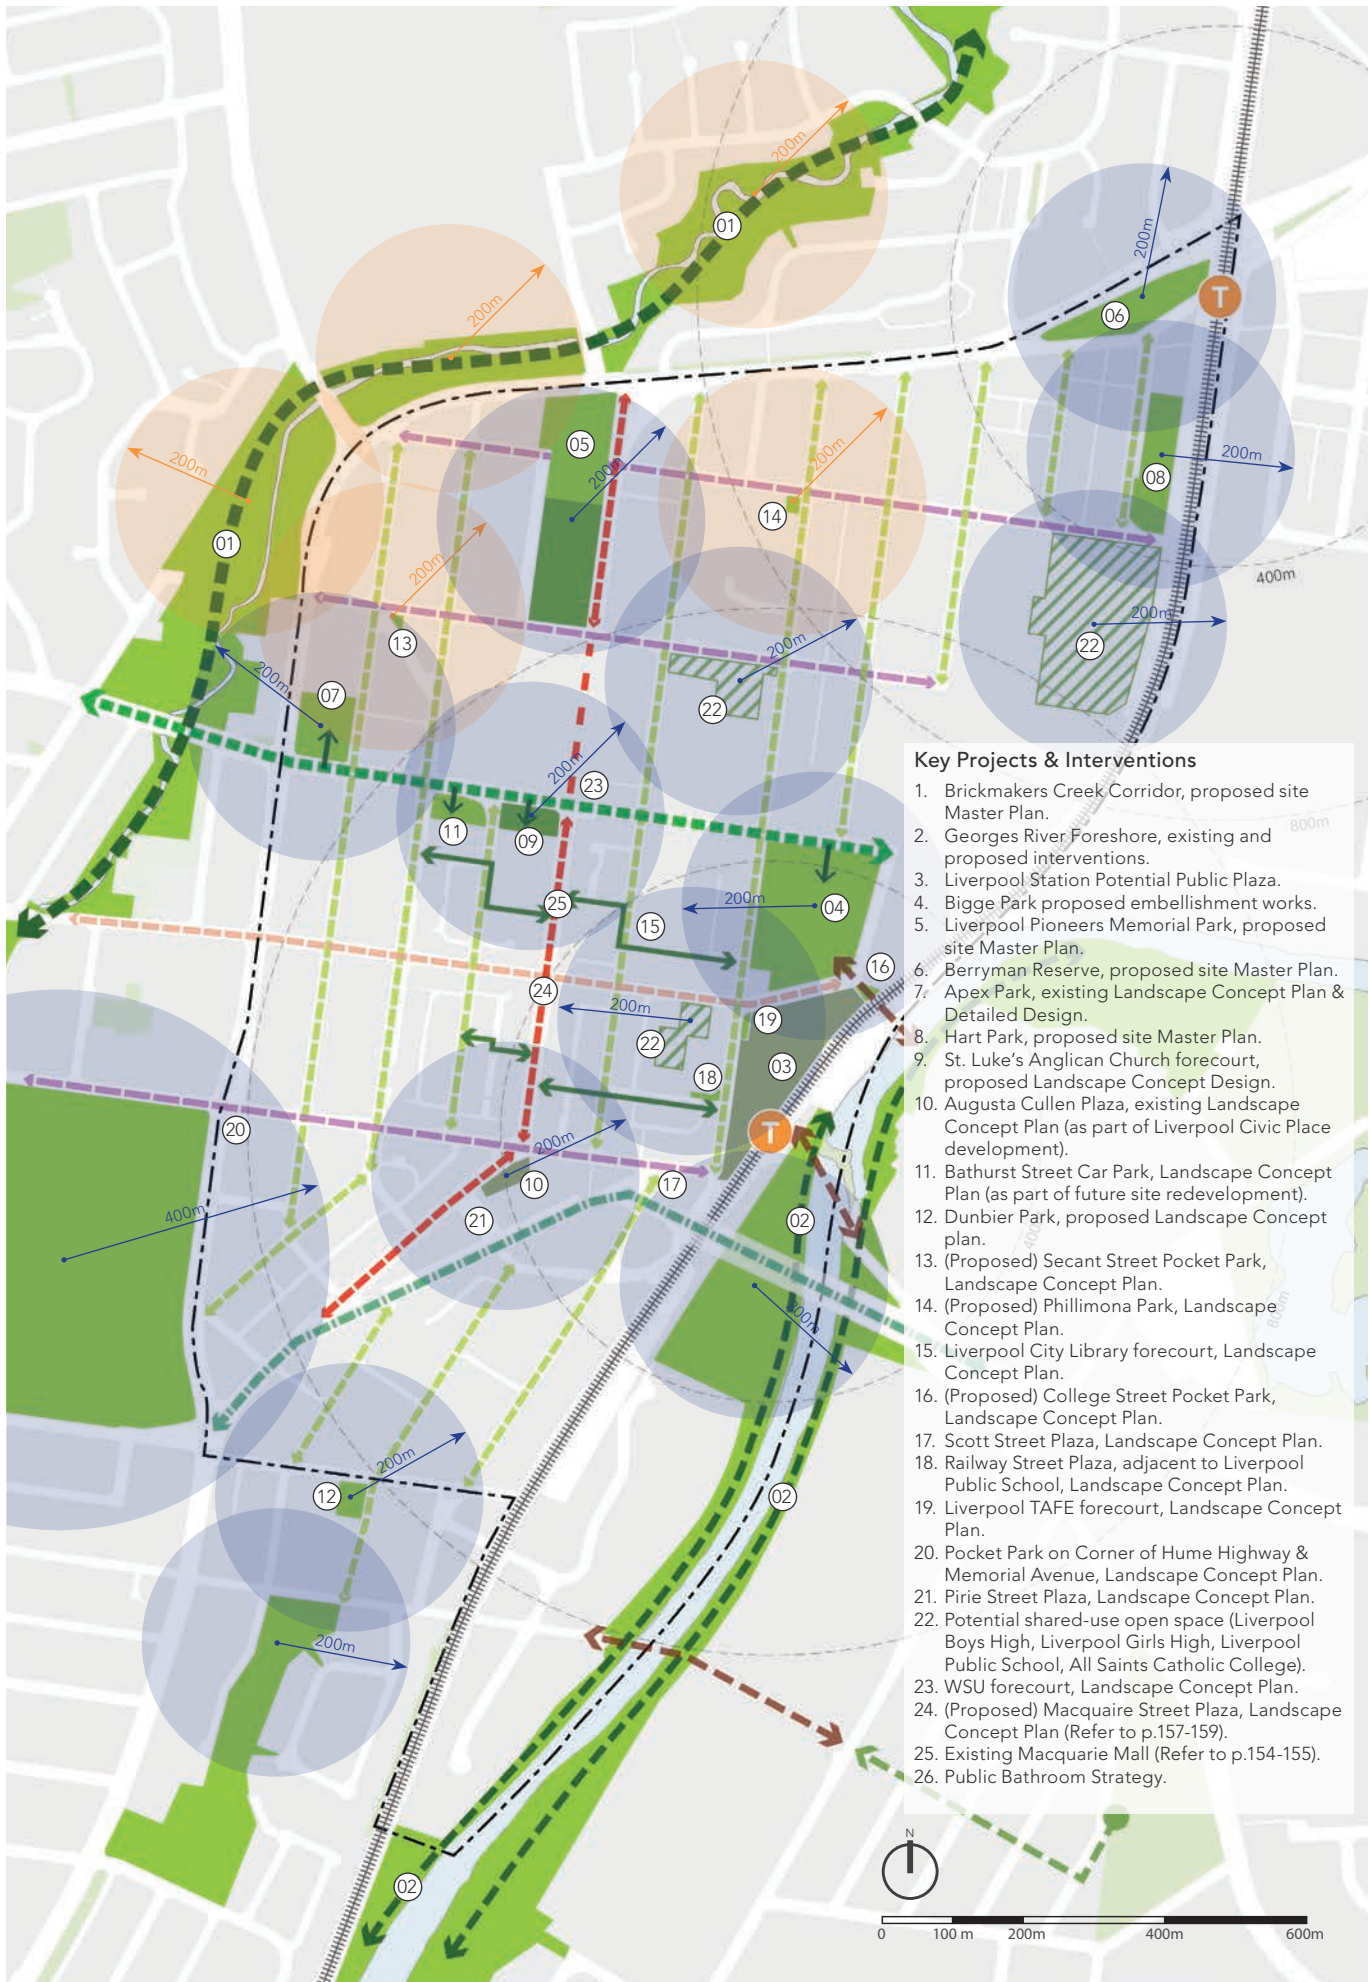 200m
01
200m
200m
06
T
200m
05
200m
200m
200m
08
200m
14
01
400m
200m
13
200m
200m
22
07
200m
22
200m
23
11
09
800m
200m
04
25
15
16
24
200m
19
22
03
18
T
20
200m
10
17
400m
21
02
400m
800m
200m
200m
12
02
200m
02
Key Projects & Interventions
1. Brickmakers Creek Corridor, proposed site
Master Plan.
2. Georges River Foreshore, existing and
proposed interventions.
3. Liverpool Station Potential Public Plaza.
4. Bigge Park proposed embellishment works.
5. Liverpool Pioneers Memorial Park, proposed
site Master Plan.
6. Berryman Reserve, proposed site Master Plan.
7. Apex Park, existing Landscape Concept Plan &
Detailed Design.
8. Hart Park, proposed site Master Plan.
9. St. Luke's Anglican Church forecourt,
proposed Landscape Concept Design.
10. Augusta Cullen Plaza, existing Landscape
Concept Plan (as part of Liverpool Civic Place
development).
11. Bathurst Street Car Park, Landscape Concept
Plan (as part of future site redevelopment).
12. Dunbier Park, proposed Landscape Concept
plan.
13. (Proposed) Secant Street Pocket Park,
Landscape Concept Plan.
14. (Proposed) Phillimona Park, Landscape
Concept Plan.
15. Liverpool City Library forecourt, Landscape
Concept Plan.
16. (Proposed) College Street Pocket Park,
Landscape Concept Plan.
17. Scott Street Plaza, Landscape Concept Plan.
18. Railway Street Plaza, adjacent to Liverpool
Public School, Landscape Concept Plan.
19. Liverpool TAFE forecourt, Landscape Concept
Plan.
20. Pocket Park on Corner of Hume Highway &
Memorial Avenue, Landscape Concept Plan.
21. Pirie Street Plaza, Landscape Concept Plan.
22. Potential shared-use open space (Liverpool
Boys High, Liverpool Girls High, Liverpool
Public School, All Saints Catholic College).
23. WSU forecourt, Landscape Concept Plan.
24. (Proposed) Macquaire Street Plaza, Landscape
Concept Plan (Refer to p.157-159).
25. Existing Macquarie Mall (Refer to p.154-155).
26. Public Bathroom Strategy.
N
0 100 m 200m 400m 600m